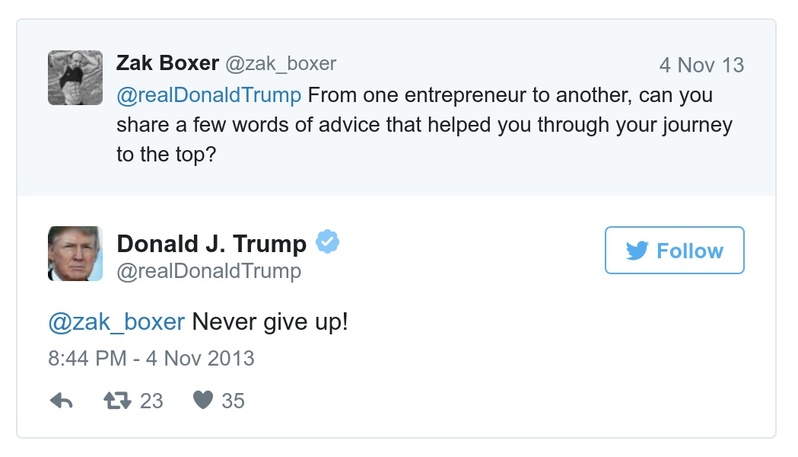 Zak Boxer @zak_boxer 4 Nov 13
@realDonaldTrump From one entrepreneur to another, can you
share a few words of advice that helped you through your journey
to the top?
Donald J. Trump
@realDonaldTrump
Follow
@zak_boxer Never give up!
8:44 PM - 4 Nov 2013
23 35